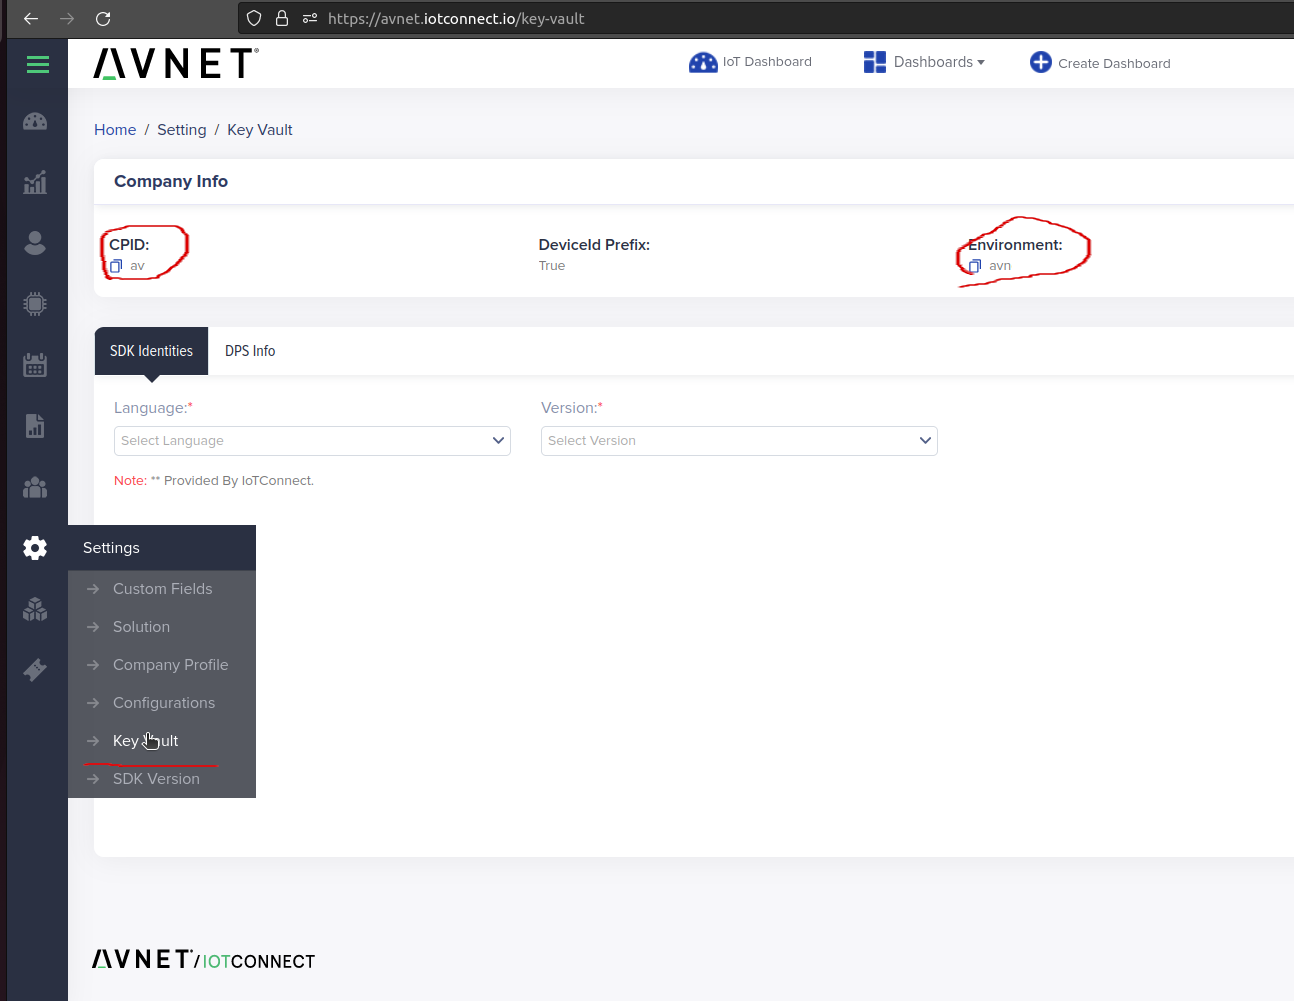 https://avnet.iotconnect.io/key-vault
AVNET®
IoT Dashboard
Dashboards
Create Dashboard
Home / Setting / Key Vault
Company Info
CPID:
av
DeviceId Prefix:
True
Environment:
avn
SDK Identities
DPS Info
Language:*
Select Language
Version:*
Select Version
Note: ** Provided By IoTConnect.
Settings
Custom Fields
Solution
Company Profile
Configurations
Key Vault
SDK Version
AVNET/IOTCONNECT